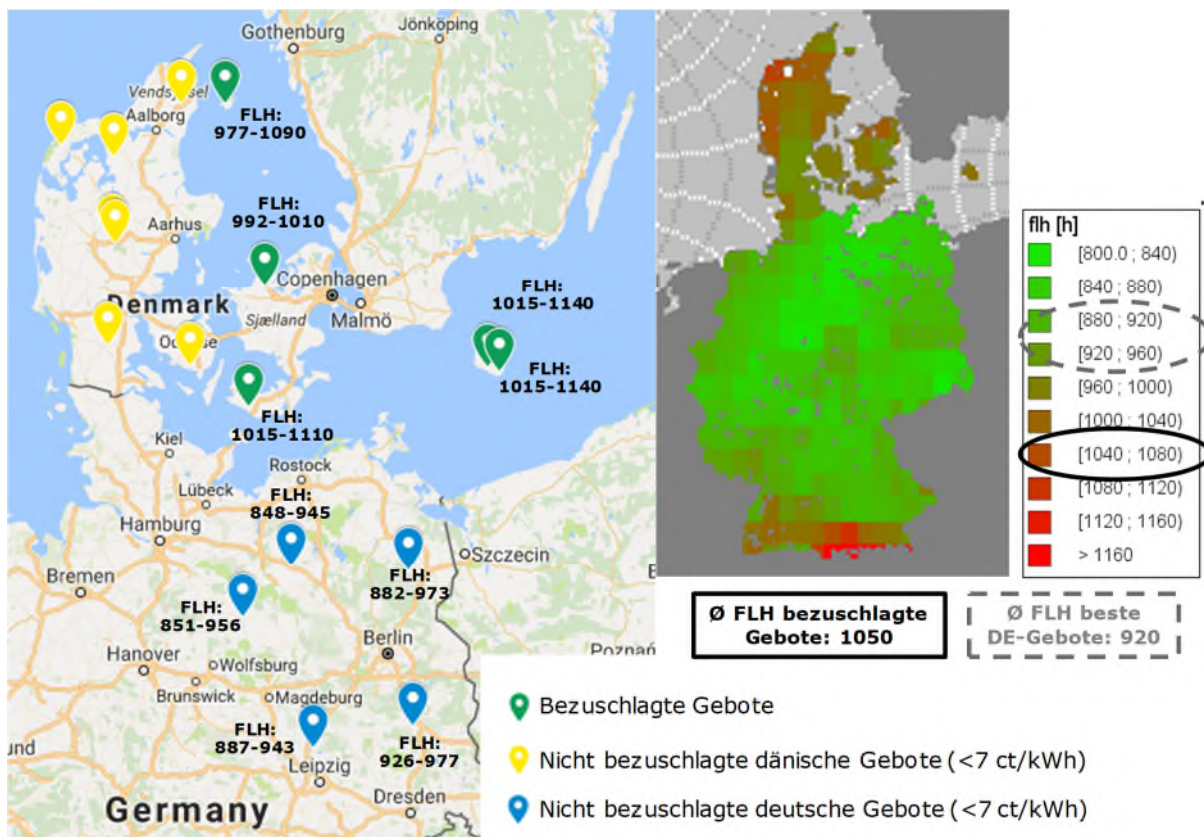 Gothenburg
Jönköping
Vendsyssel
Aalborg
FLH:
977-1090
FLH:
992-1010
Aarhus
Copenhagen
Denmark
Sjælland
Malmö
FLH:
1015-1140
FLH:
1015-1140
FLH:
1015-1110
Kiel
Rostock
Lübeck
FLH:
848-945
Hamburg
Szczecin
Bremen
FLH:
882-973
FLH:
851-956
Berlin
Hanover
Wolfsburg
Brunswick
Magdeburg
FLH:
887-943
FLH:
926-977
Leipzig
Dresden
Germany
flh [h]
[800.0 ; 840)
[840 ; 880)
[880 ; 920)
[920 ; 960)
[960 ; 1000)
[1000 ; 1040)
[1040 ; 1080)
[1080 ; 1120)
[1120 ; 1160)
> 1160
Ø FLH bezuschlagte
Gebote: 1050
Ø FLH beste
DE-Gebote: 920
Bezuschlagte Gebote
Nicht bezuschlagte dänische Gebote (<7 ct/kWh)
Nicht bezuschlagte deutsche Gebote (<7 ct/kWh)